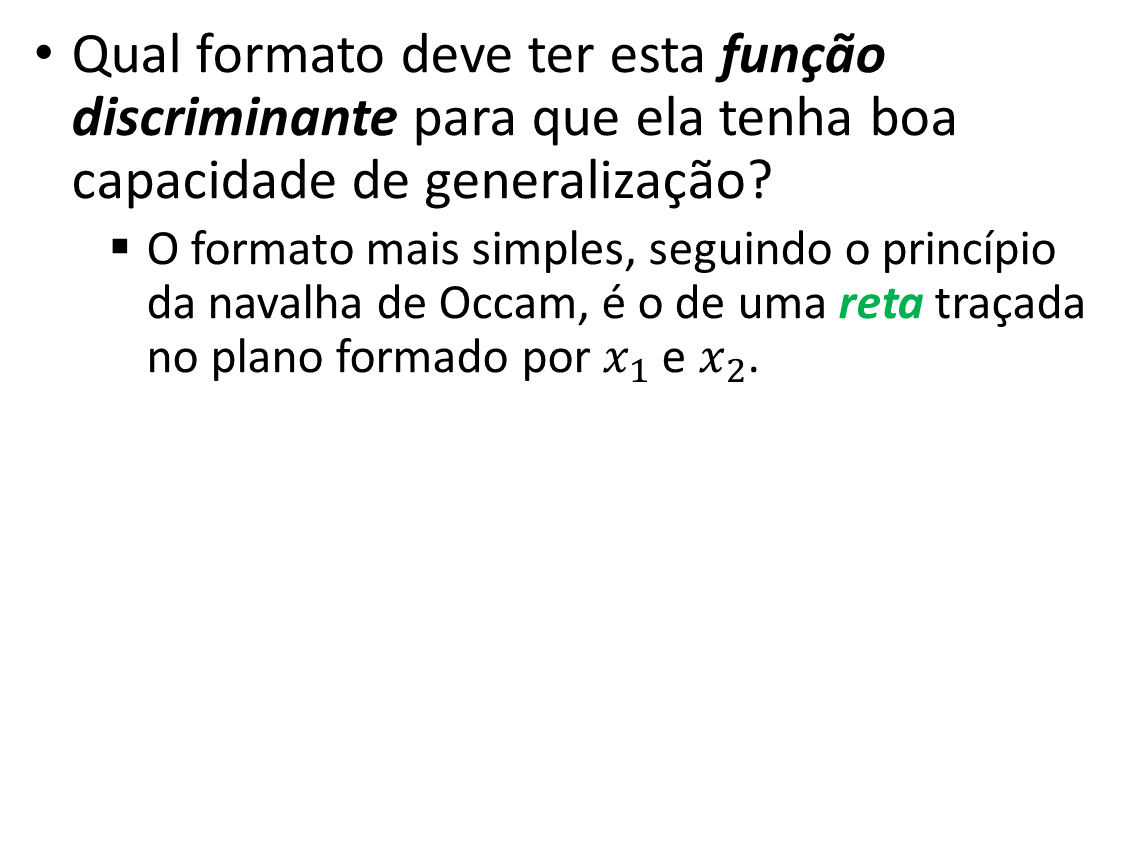 • Qual formato deve ter esta função
discriminante para que ela tenha boa
capacidade de generalização?
▪ O formato mais simples, seguindo o princípio
da navalha de Occam, é o de uma reta traçada
no plano formado por 𝑥₁ e 𝑥₂.